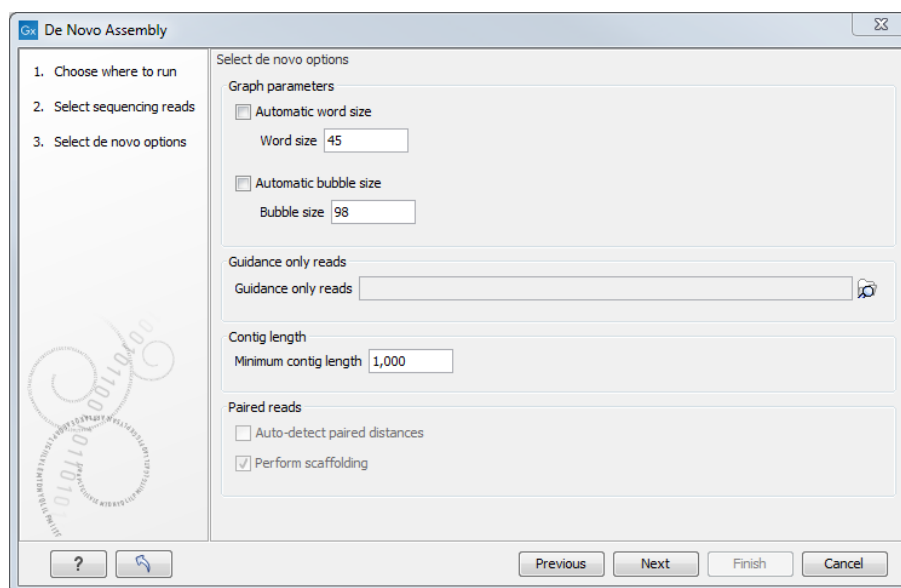 Gx De Novo Assembly
1. Choose where to run
2. Select sequencing reads
3. Select de novo options
Select de novo options
Graph parameters
Automatic word size
Word size 45
Automatic bubble size
Bubble size 98
Guidance only reads
Guidance only reads
Contig length
Minimum contig length 1,000
Paired reads
Auto-detect paired distances
Perform scaffolding
?
Previous
Next
Finish
Cancel